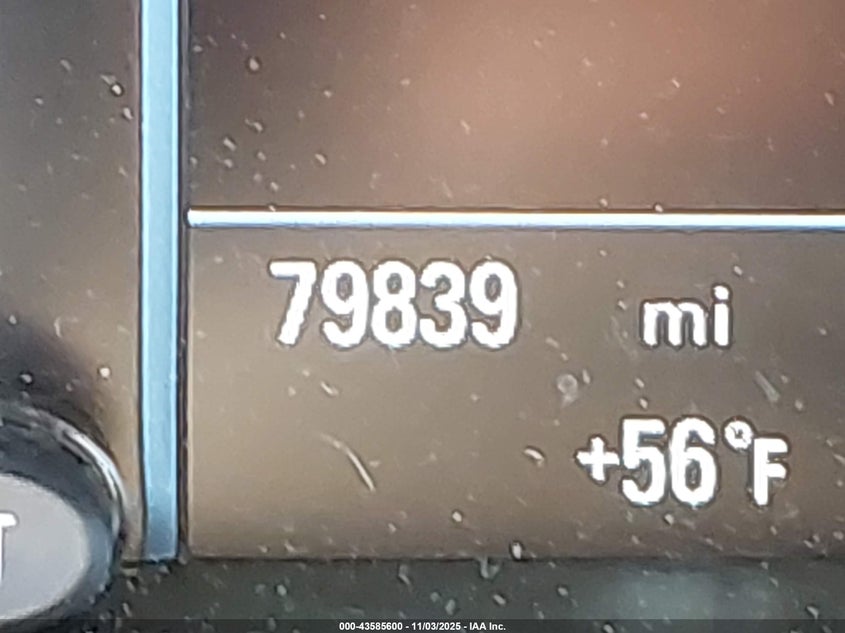 79839 mi
+56°F
000-43585600 - 11/03/2025 - IAA Inc.